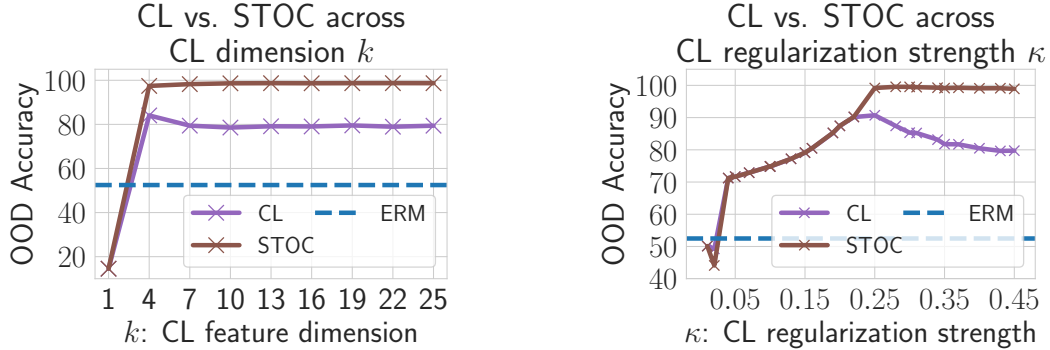 CL vs. STOC across
CL dimension k
OOD Accuracy
100
80
60
40
20
CL
ERM
STOC
1 4 7 10 13 16 19 22 25
k: CL feature dimension
CL vs. STOC across
CL regularization strength κ
OOD Accuracy
100
90
80
70
60
50
40
CL
ERM
STOC
0.05 0.15 0.25 0.35 0.45
κ: CL regularization strength